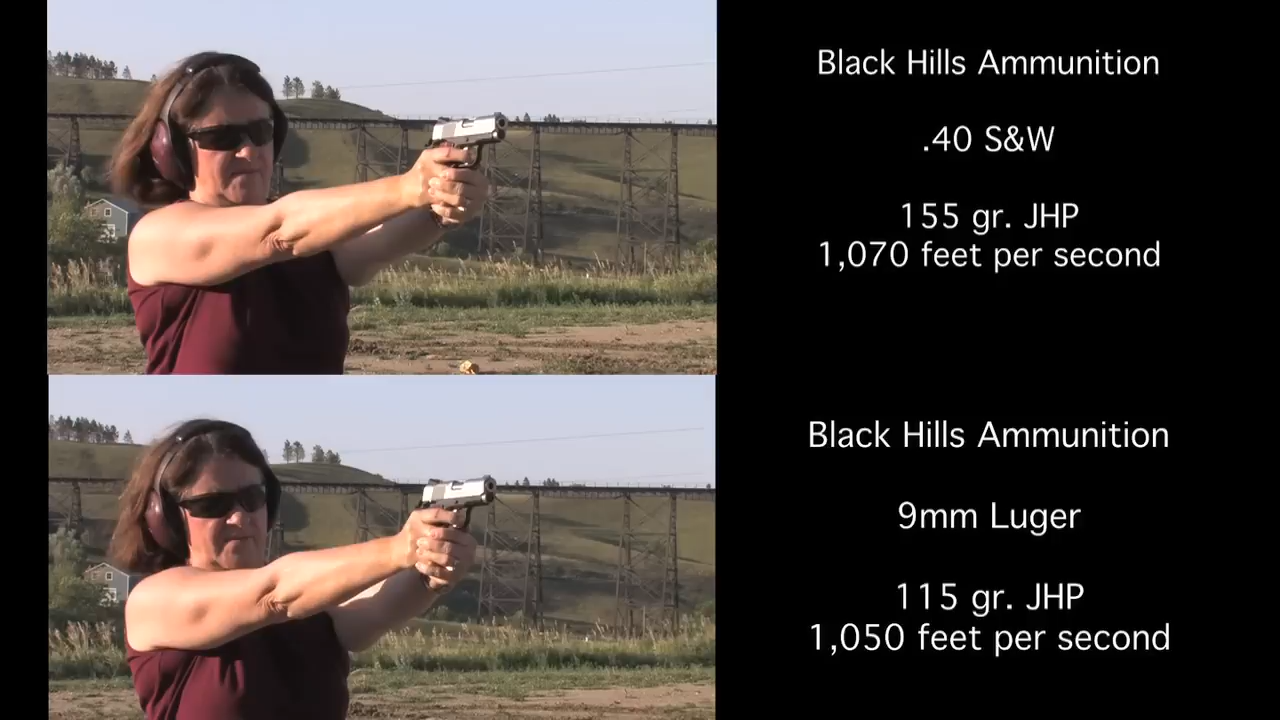 Black Hills Ammunition
.40 S&W
155 gr. JHP
1,070 feet per second
Black Hills Ammunition
9mm Luger
115 gr. JHP
1,050 feet per second